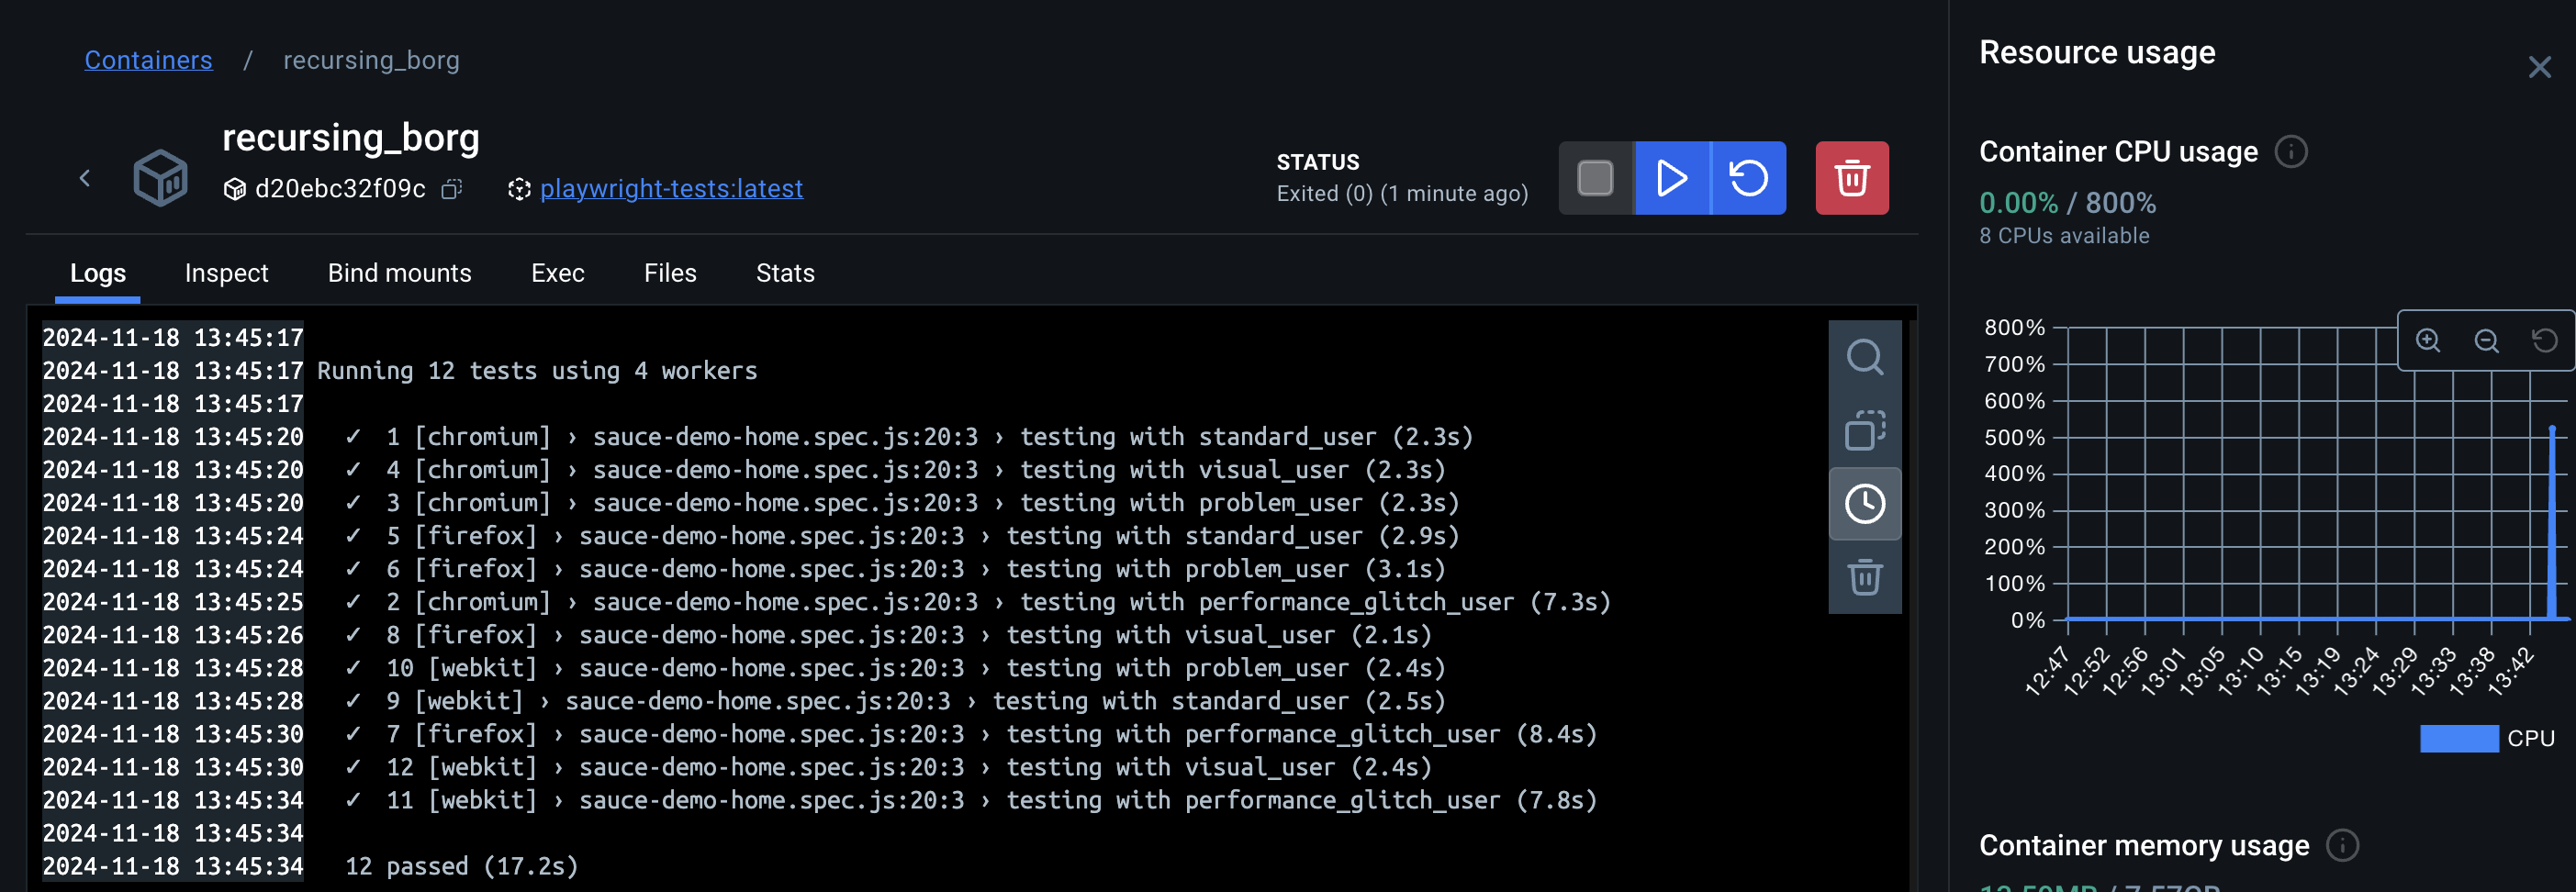 Containers / recursing_borg
recursing_borg
d20ebc32f09c playwright-tests:latest
STATUS
Exited (0) (1 minute ago)
Logs Inspect Bind mounts Exec Files Stats
2024-11-18 13:45:17
2024-11-18 13:45:17 Running 12 tests using 4 workers
2024-11-18 13:45:17
2024-11-18 13:45:20 ✓ 1 [chromium] › sauce-demo-home.spec.js:20:3 › testing with standard_user (2.3s)
2024-11-18 13:45:20 ✓ 4 [chromium] › sauce-demo-home.spec.js:20:3 › testing with visual_user (2.3s)
2024-11-18 13:45:20 ✓ 3 [chromium] › sauce-demo-home.spec.js:20:3 › testing with problem_user (2.3s)
2024-11-18 13:45:24 ✓ 5 [firefox] › sauce-demo-home.spec.js:20:3 › testing with standard_user (2.9s)
2024-11-18 13:45:24 ✓ 6 [firefox] › sauce-demo-home.spec.js:20:3 › testing with problem_user (3.1s)
2024-11-18 13:45:25 ✓ 2 [chromium] › sauce-demo-home.spec.js:20:3 › testing with performance_glitch_user (7.3s)
2024-11-18 13:45:26 ✓ 8 [firefox] › sauce-demo-home.spec.js:20:3 › testing with visual_user (2.1s)
2024-11-18 13:45:28 ✓ 10 [webkit] › sauce-demo-home.spec.js:20:3 › testing with problem_user (2.4s)
2024-11-18 13:45:28 ✓ 9 [webkit] › sauce-demo-home.spec.js:20:3 › testing with standard_user (2.5s)
2024-11-18 13:45:30 ✓ 7 [firefox] › sauce-demo-home.spec.js:20:3 › testing with performance_glitch_user (8.4s)
2024-11-18 13:45:30 ✓ 12 [webkit] › sauce-demo-home.spec.js:20:3 › testing with visual_user (2.4s)
2024-11-18 13:45:34 ✓ 11 [webkit] › sauce-demo-home.spec.js:20:3 › testing with performance_glitch_user (7.8s)
2024-11-18 13:45:34
2024-11-18 13:45:34 12 passed (17.2s)
Resource usage
Container CPU usage
0.00% / 800%
8 CPUs available
800%
700%
600%
500%
400%
300%
200%
100%
0%
12:47 12:52 12:56 13:01 13:05 13:10 13:15 13:19 13:24 13:29 13:33 13:38 13:42
CPU
Container memory usage